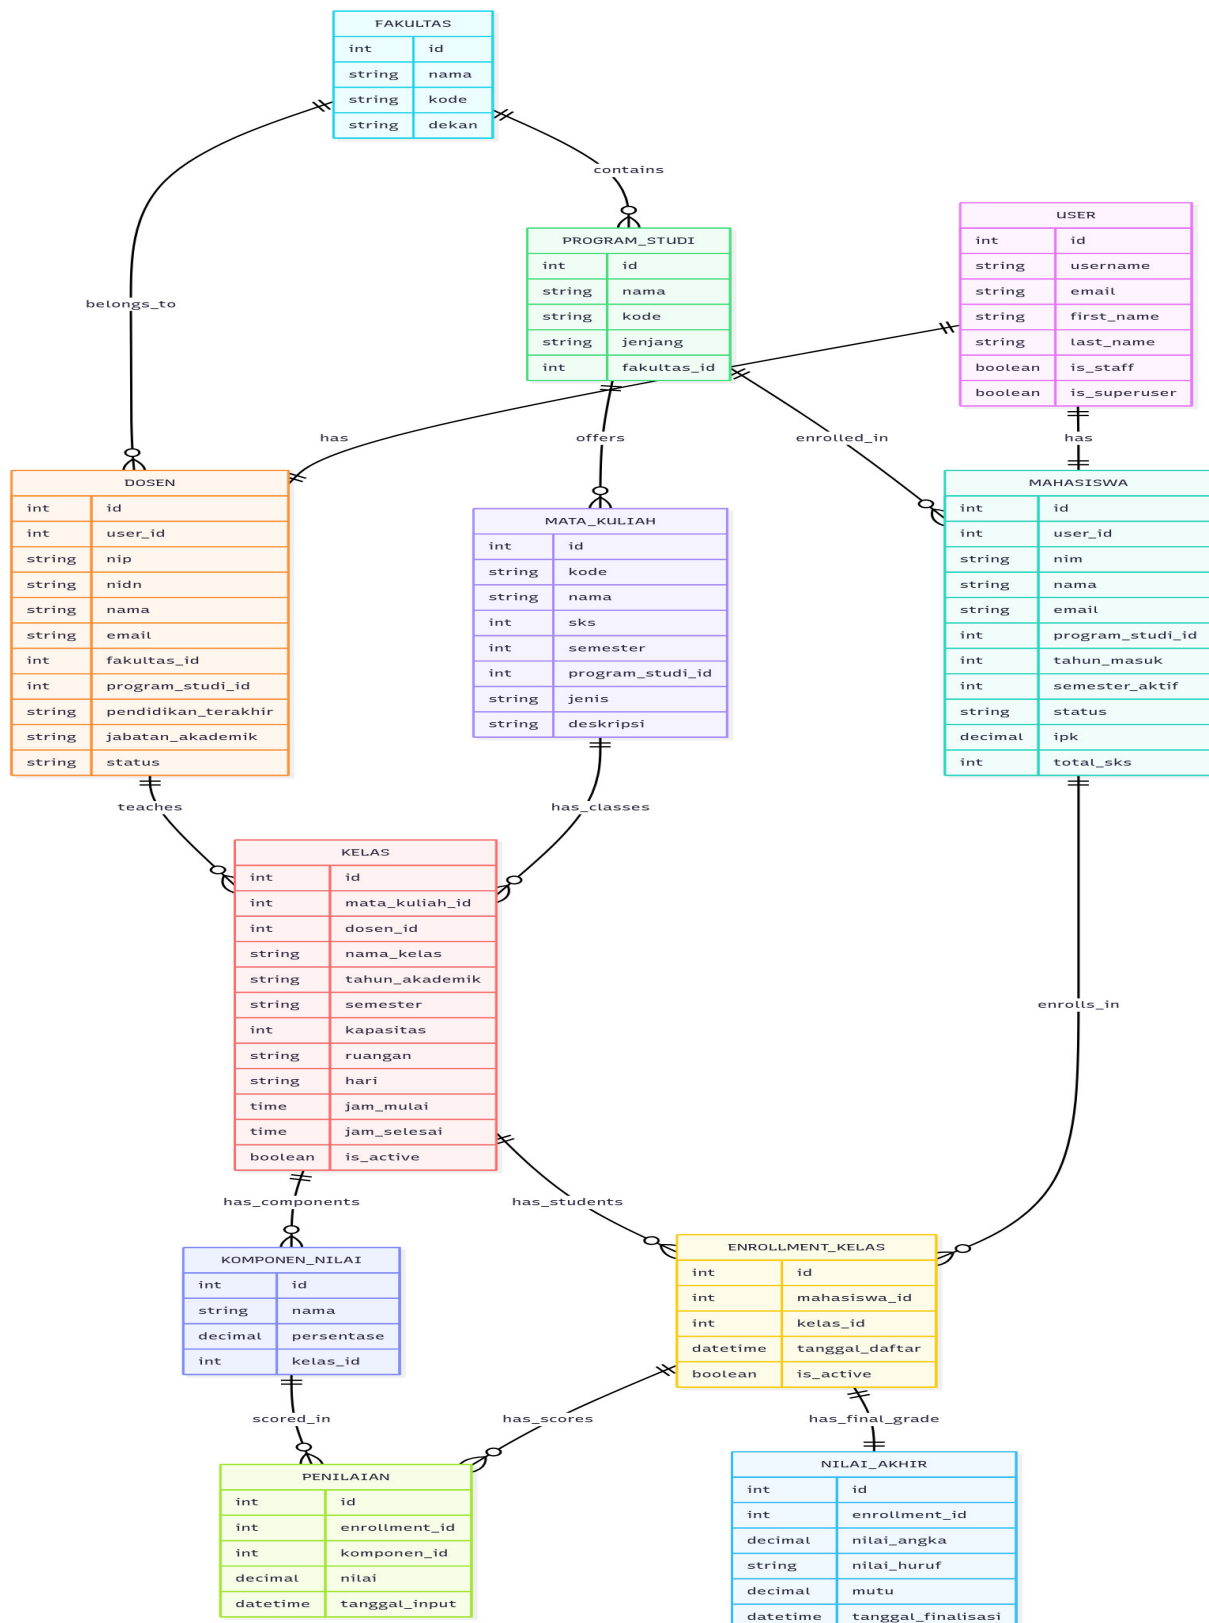 FAKULTAS
int id
string nama
string kode
string dekan
contains
USER
int id
string username
string email
string first_name
string last_name
boolean is_staff
boolean is_superuser
PROGRAM_STUDI
int id
string nama
string kode
string jenjang
int fakultas_id
belongs_to
has
offers
enrolled_in
has
DOSEN
int id
int user_id
string nip
string nidn
string nama
string email
int fakultas_id
int program_studi_id
string pendidikan_terakhir
string jabatan_akademik
string status
MATA_KULIAH
int id
string kode
string nama
int sks
int semester
int program_studi_id
string jenis
string deskripsi
MAHASISWA
int id
int user_id
string nim
string nama
string email
int program_studi_id
int tahun_masuk
int semester_aktif
string status
decimal ipk
int total_sks
teaches
has_classes
KELAS
int id
int mata_kuliah_id
int dosen_id
string nama_kelas
string tahun_akademik
string semester
int kapasitas
string ruangan
string hari
time jam_mulai
time jam_selesai
boolean is_active
enrolls_in
has_components
has_students
KOMPONEN_NILAI
int id
string nama
decimal persentase
int kelas_id
ENROLLMENT_KELAS
int id
int mahasiswa_id
int kelas_id
datetime tanggal_daftar
boolean is_active
scored_in
has_scores
has_final_grade
PENILAIAN
int id
int enrollment_id
int komponen_id
decimal nilai
datetime tanggal_input
NILAI_AKHIR
int id
int enrollment_id
decimal nilai_angka
string nilai_huruf
decimal mutu
datetime tanggal_finalisasi